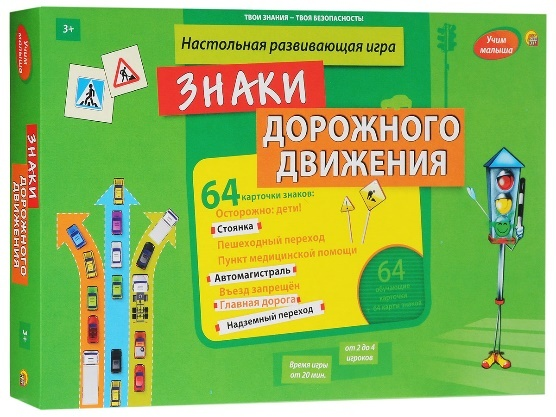 ТВОИ ЗНАНИЯ – ТВОЯ БЕЗОПАСНОСТЬ!
3+
Настольная развивающая игра
Учим
малыша
Учим
малыша
ЗНАКИ
ДОРОЖНОГО
ДВИЖЕНИЯ
64 карточки знаков:
Осторожно: дети!
Стоянка
Пешеходный переход
Пункт медицинской помощи
Автомагистраль
Въезд запрещён
Главная дорога
Надземный переход
64
обучающие
карточки
Время игры
от 20 мин.
от 2 до 4
игроков
ЗНАКИ
ДОРОЖНОГО
ДВИЖЕНИЯ
3+